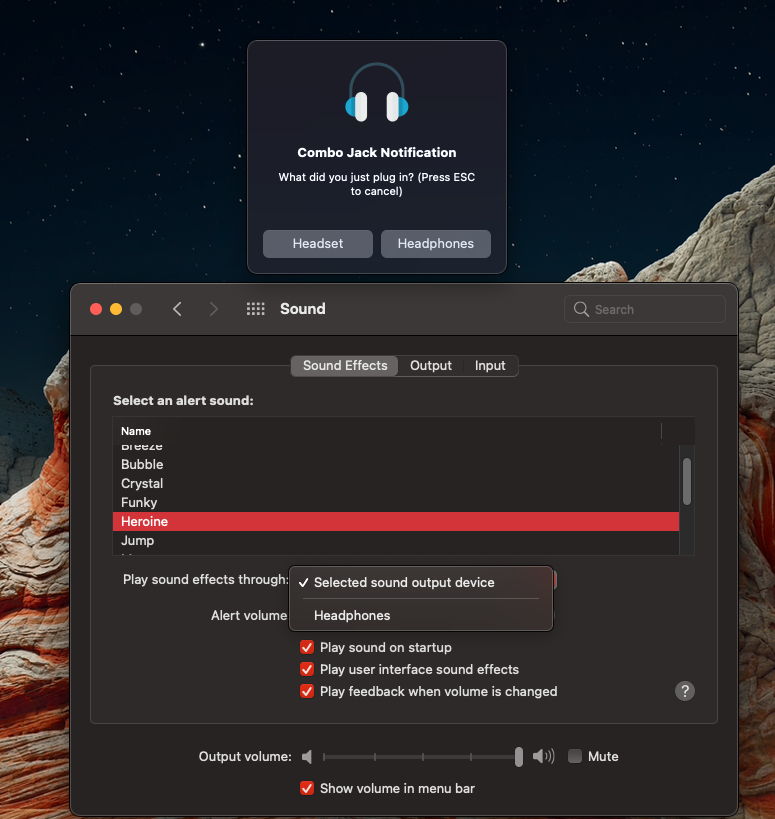 Combo Jack Notification
What did you just plug in? (Press ESC
to cancel)
Headset Headphones
Sound
Search
Sound Effects Output Input
Select an alert sound:
Name
Breeze
Bubble
Crystal
Funky
Heroine
Jump
Play sound effects through:
Selected sound output device
Alert volume
Headphones
Play sound on startup
Play user interface sound effects
Play feedback when volume is changed
?
Output volume:
Mute
Show volume in menu bar